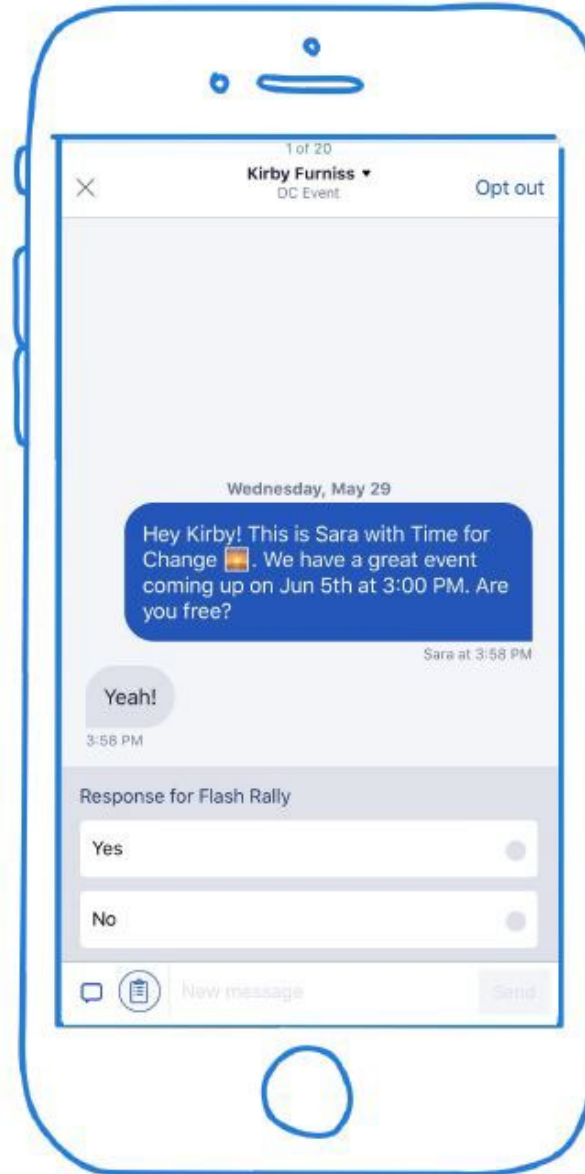 1 of 20
Kirby Furniss ▾
DC Event
Opt out
Wednesday, May 29
Hey Kirby! This is Sara with Time for
Change 🌅. We have a great event
coming up on Jun 5th at 3:00 PM. Are
you free?
Sara at 3:58 PM
Yeah!
3:58 PM
Response for Flash Rally
Yes
No
New message
Send